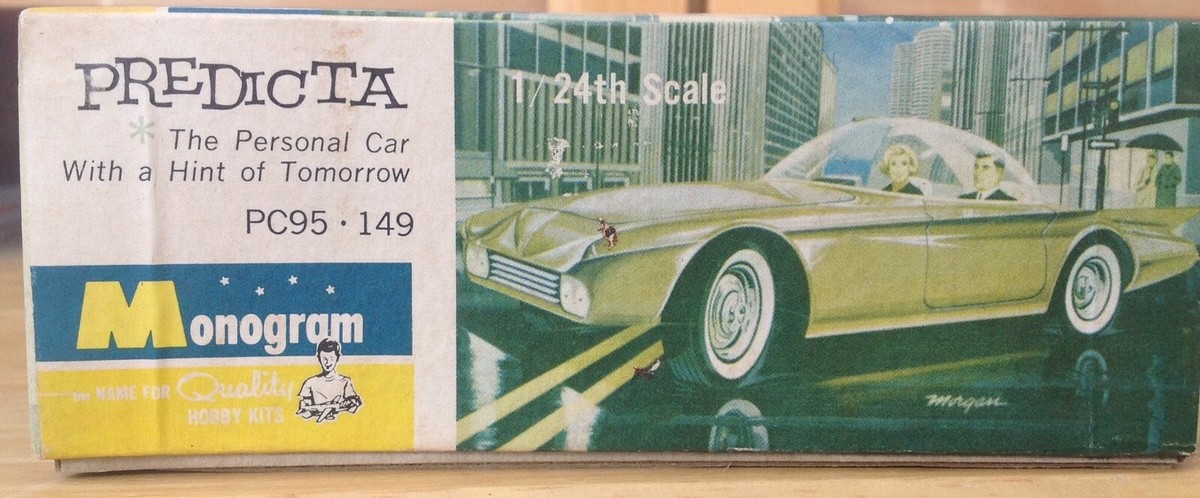 PREDICTA
* The Personal Car
With a Hint of Tomorrow
PC95 · 149
Monogram
THE NAME FOR Quality
HOBBY KITS
1/24th Scale
Morgan